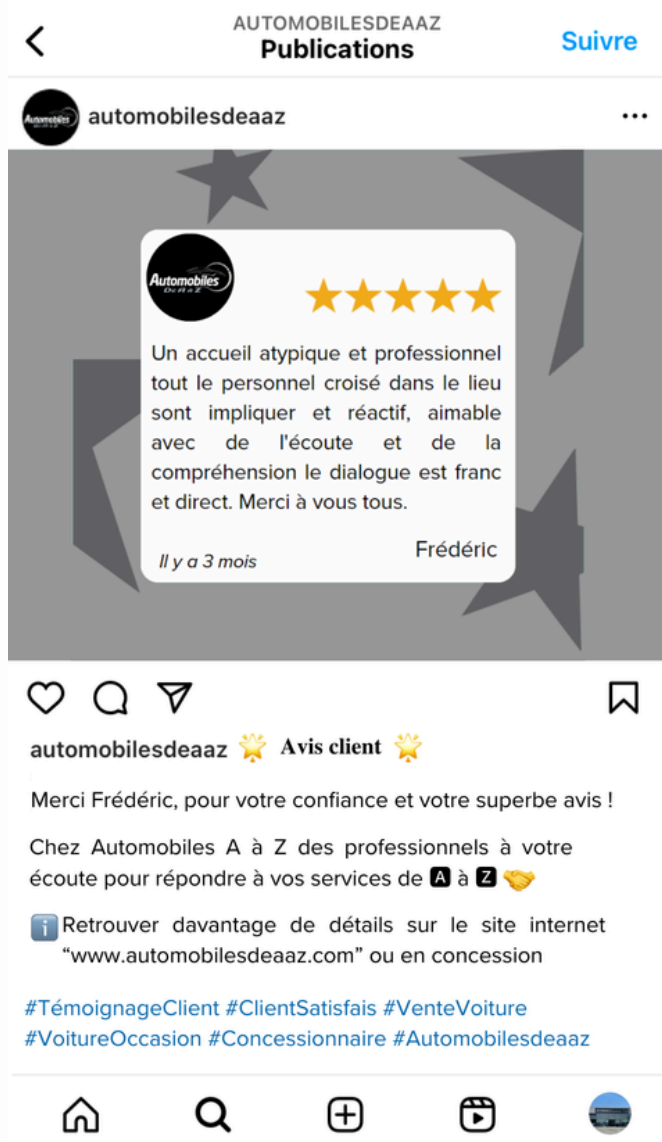 AUTOMOBILESDEAAZ
Publications
Suivre
Automobiles
automobilesdeaaz
Automobiles
De A à Z
Un accueil atypique et professionnel
tout le personnel croisé dans le lieu
sont impliquer et réactif, aimable
avec de l'écoute et de la
compréhension le dialogue est franc
et direct. Merci à vous tous.
Il y a 3 mois
Frédéric
automobilesdeaaz 🌟 Avis client 🌟
Merci Frédéric, pour votre confiance et votre superbe avis !
Chez Automobiles A à Z des professionnels à votre
écoute pour répondre à vos services de 🅰 à 🆉 🤝
ℹ️ Retrouver davantage de détails sur le site internet
“www.automobilesdeaaz.com” ou en concession
#TémoignageClient #ClientSatisfais #VenteVoiture
#VoitureOccasion #Concessionnaire #Automobilesdeaaz